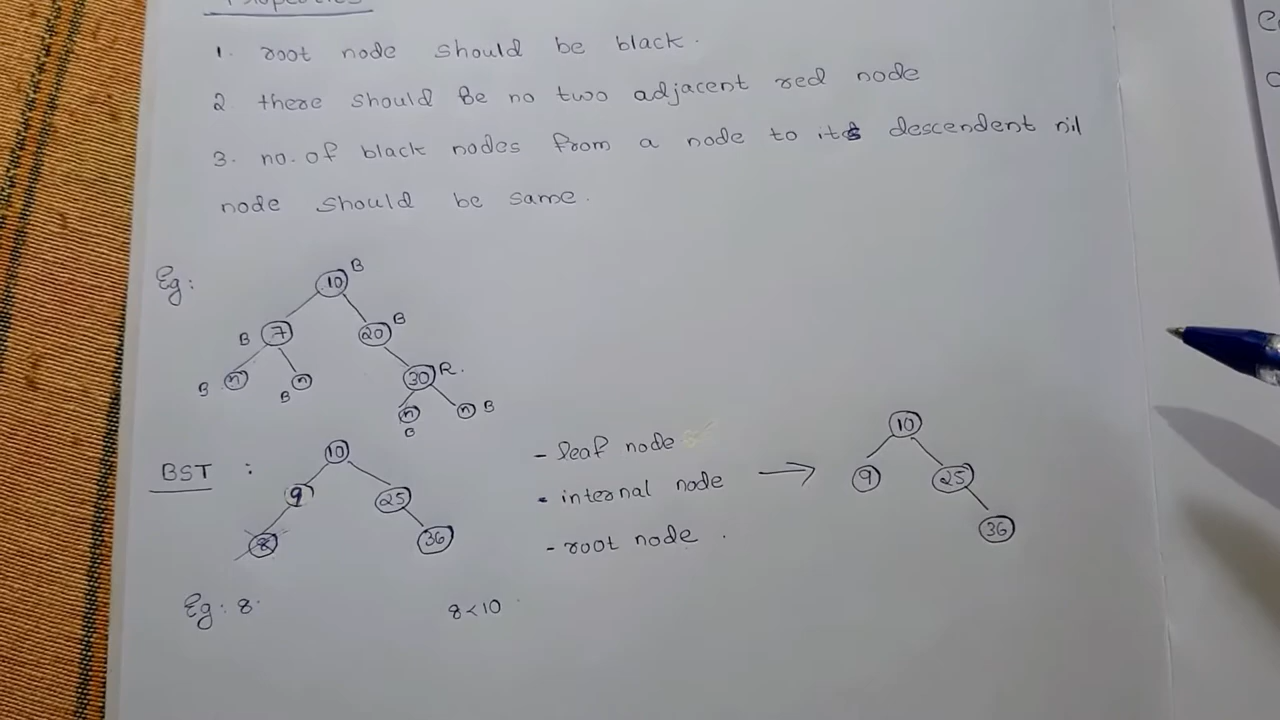 Properties
1. root node should be black.
2. there should be no two adjacent red node
3. no. of black nodes from a node to its descendent nil
node should be same.
Eg:
10 B
B 7 20 B
B n n B 30 R.
n B n B
BST :
10
9 25
8 36
- leaf node
- internal node
- root node .
10
9 25
36
Eg: 8. 8<10